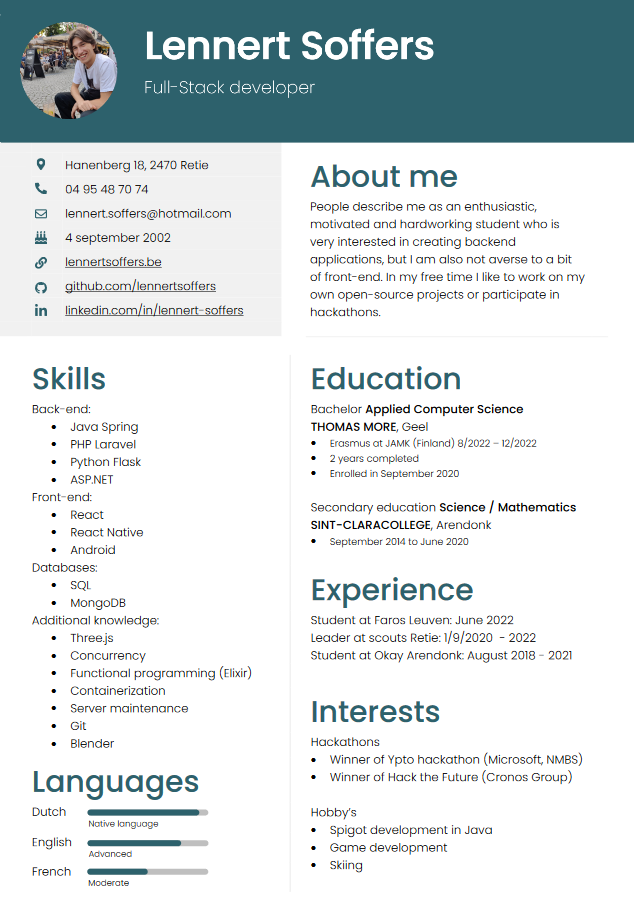 Lennert Soffers
Full-Stack developer
Hanenberg 18, 2470 Retie
04 95 48 70 74
lennert.soffers@hotmail.com
4 september 2002
lennertsoffers.be
github.com/lennertsoffers
linkedin.com/in/lennert-soffers
About me
People describe me as an enthusiastic,
motivated and hardworking student who is
very interested in creating backend
applications, but I am also not averse to a bit
of front-end. In my free time I like to work on my
own open-source projects or participate in
hackathons.
Skills
Back-end:
• Java Spring
• PHP Laravel
• Python Flask
• ASP.NET
Front-end:
• React
• React Native
• Android
Databases:
• SQL
• MongoDB
Additional knowledge:
• Three.js
• Concurrency
• Functional programming (Elixir)
• Containerization
• Server maintenance
• Git
• Blender
Languages
Dutch
Native language
English
Advanced
French
Moderate
Education
Bachelor Applied Computer Science
THOMAS MORE, Geel
• Erasmus at JAMK (Finland) 8/2022 – 12/2022
• 2 years completed
• Enrolled in September 2020
Secondary education Science / Mathematics
SINT-CLARACOLLEGE, Arendonk
• September 2014 to June 2020
Experience
Student at Faros Leuven: June 2022
Leader at scouts Retie: 1/9/2020 - 2022
Student at Okay Arendonk: August 2018 - 2021
Interests
Hackathons
• Winner of Ypto hackathon (Microsoft, NMBS)
• Winner of Hack the Future (Cronos Group)
Hobby's
• Spigot development in Java
• Game development
• Skiing